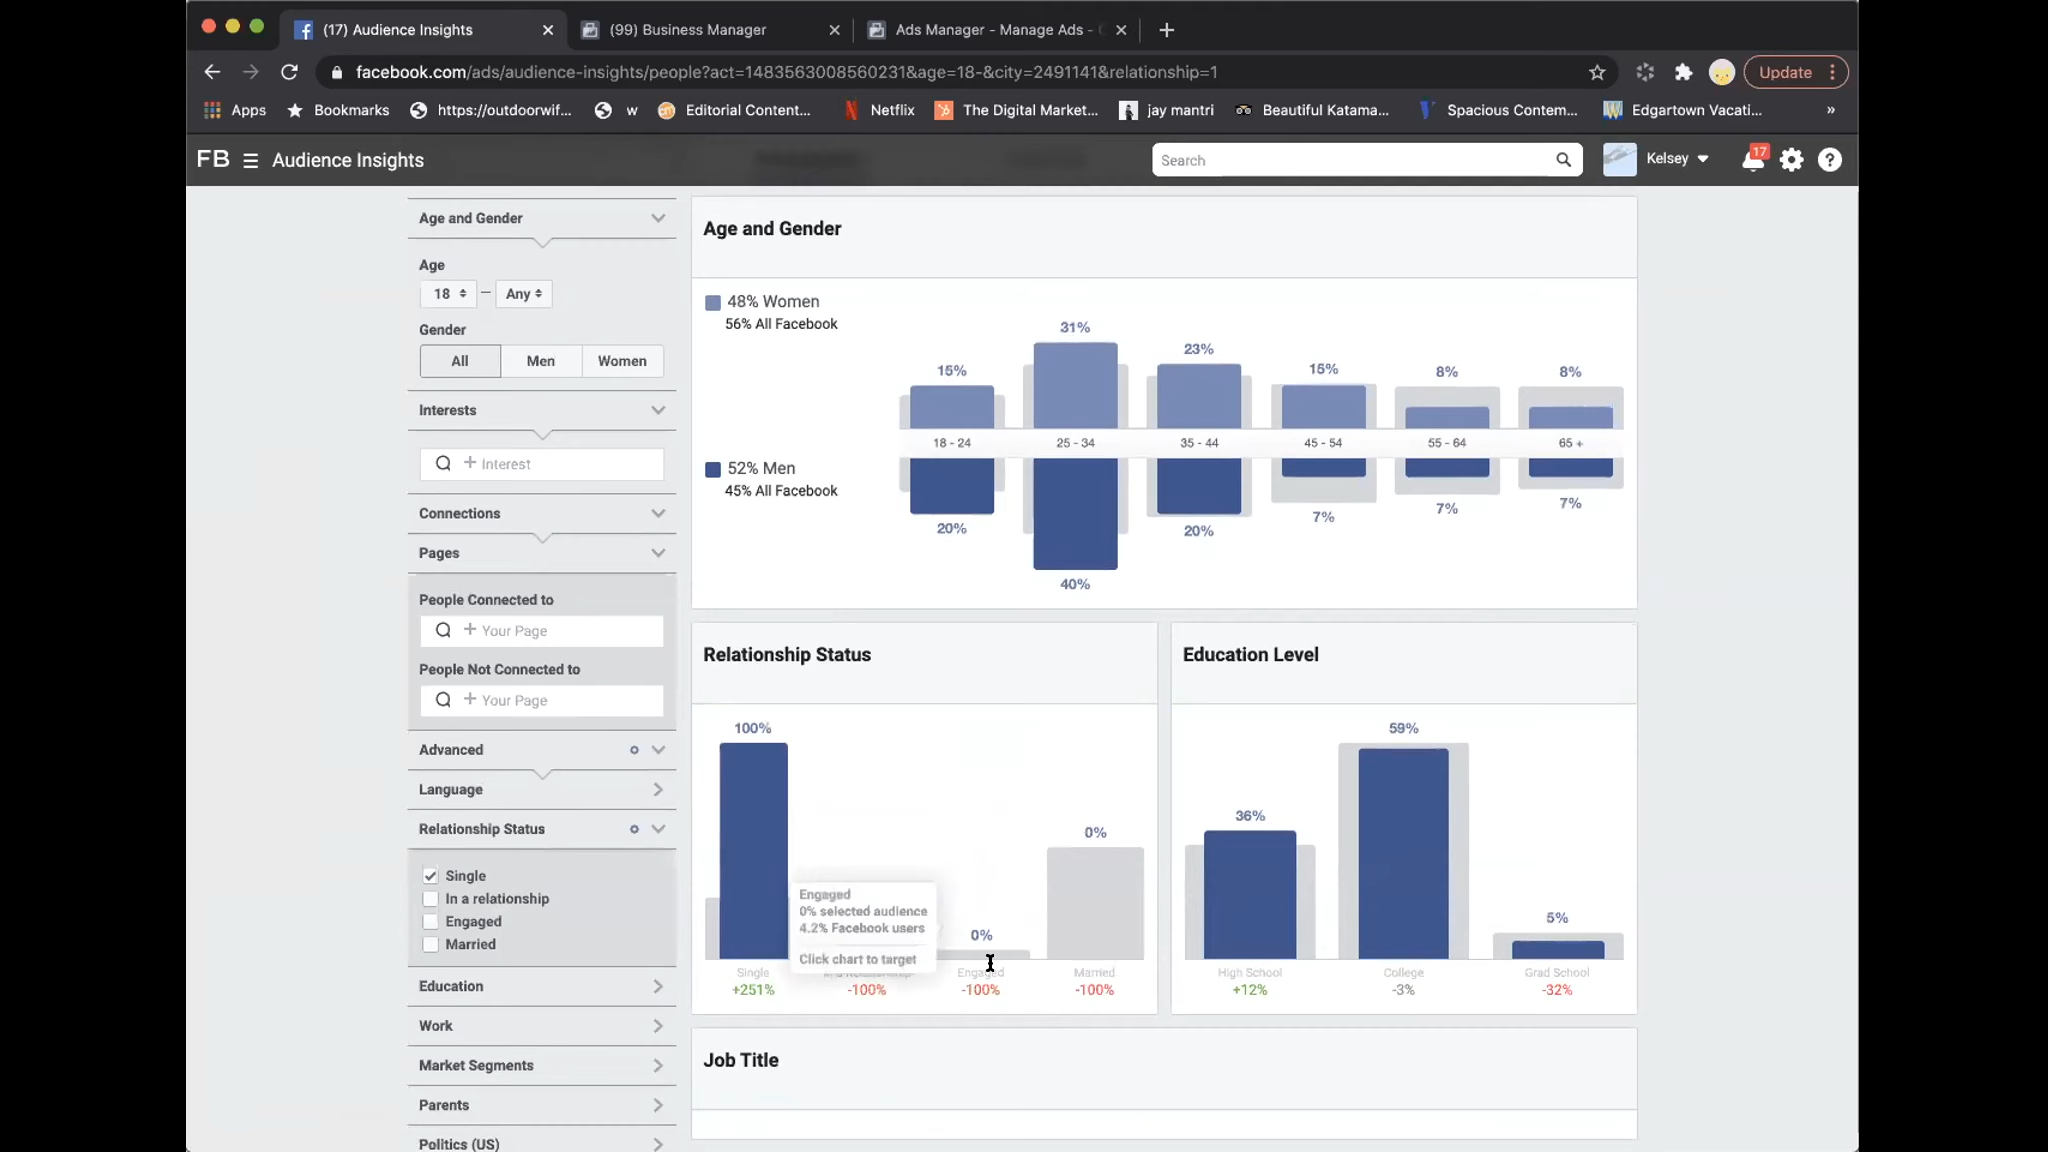 (17) Audience Insights
(99) Business Manager
Ads Manager - Manage Ads -
facebook.com/ads/audience-insights/people?act=1483563008560231&age=18-&city=2491141&relationship=1
Update
Apps
Bookmarks
https://outdoorwif...
w
Editorial Content...
Netflix
The Digital Market...
jay mantri
Beautiful Katama...
Spacious Contem...
Edgartown Vacati...
»
FB
Audience Insights
Search
Kelsey
17
?
Age and Gender
Age
18 – Any
Gender
All
Men
Women
Interests
+ Interest
Connections
Pages
People Connected to
+ Your Page
People Not Connected to
+ Your Page
Advanced
Language
Relationship Status
Single
In a relationship
Engaged
Married
Education
Work
Market Segments
Parents
Politics (US)
Age and Gender
48% Women
56% All Facebook
15%
31%
23%
15%
8%
8%
18 - 24
25 - 34
35 - 44
45 - 54
55 - 64
65 +
52% Men
45% All Facebook
20%
40%
20%
7%
7%
7%
Relationship Status
100%
0%
0%
Engaged
0% selected audience
4.2% Facebook users
Click chart to target
Single
Engaged
Married
+251%
-100%
-100%
-100%
Education Level
36%
59%
5%
High School
College
Grad School
+12%
-3%
-32%
Job Title